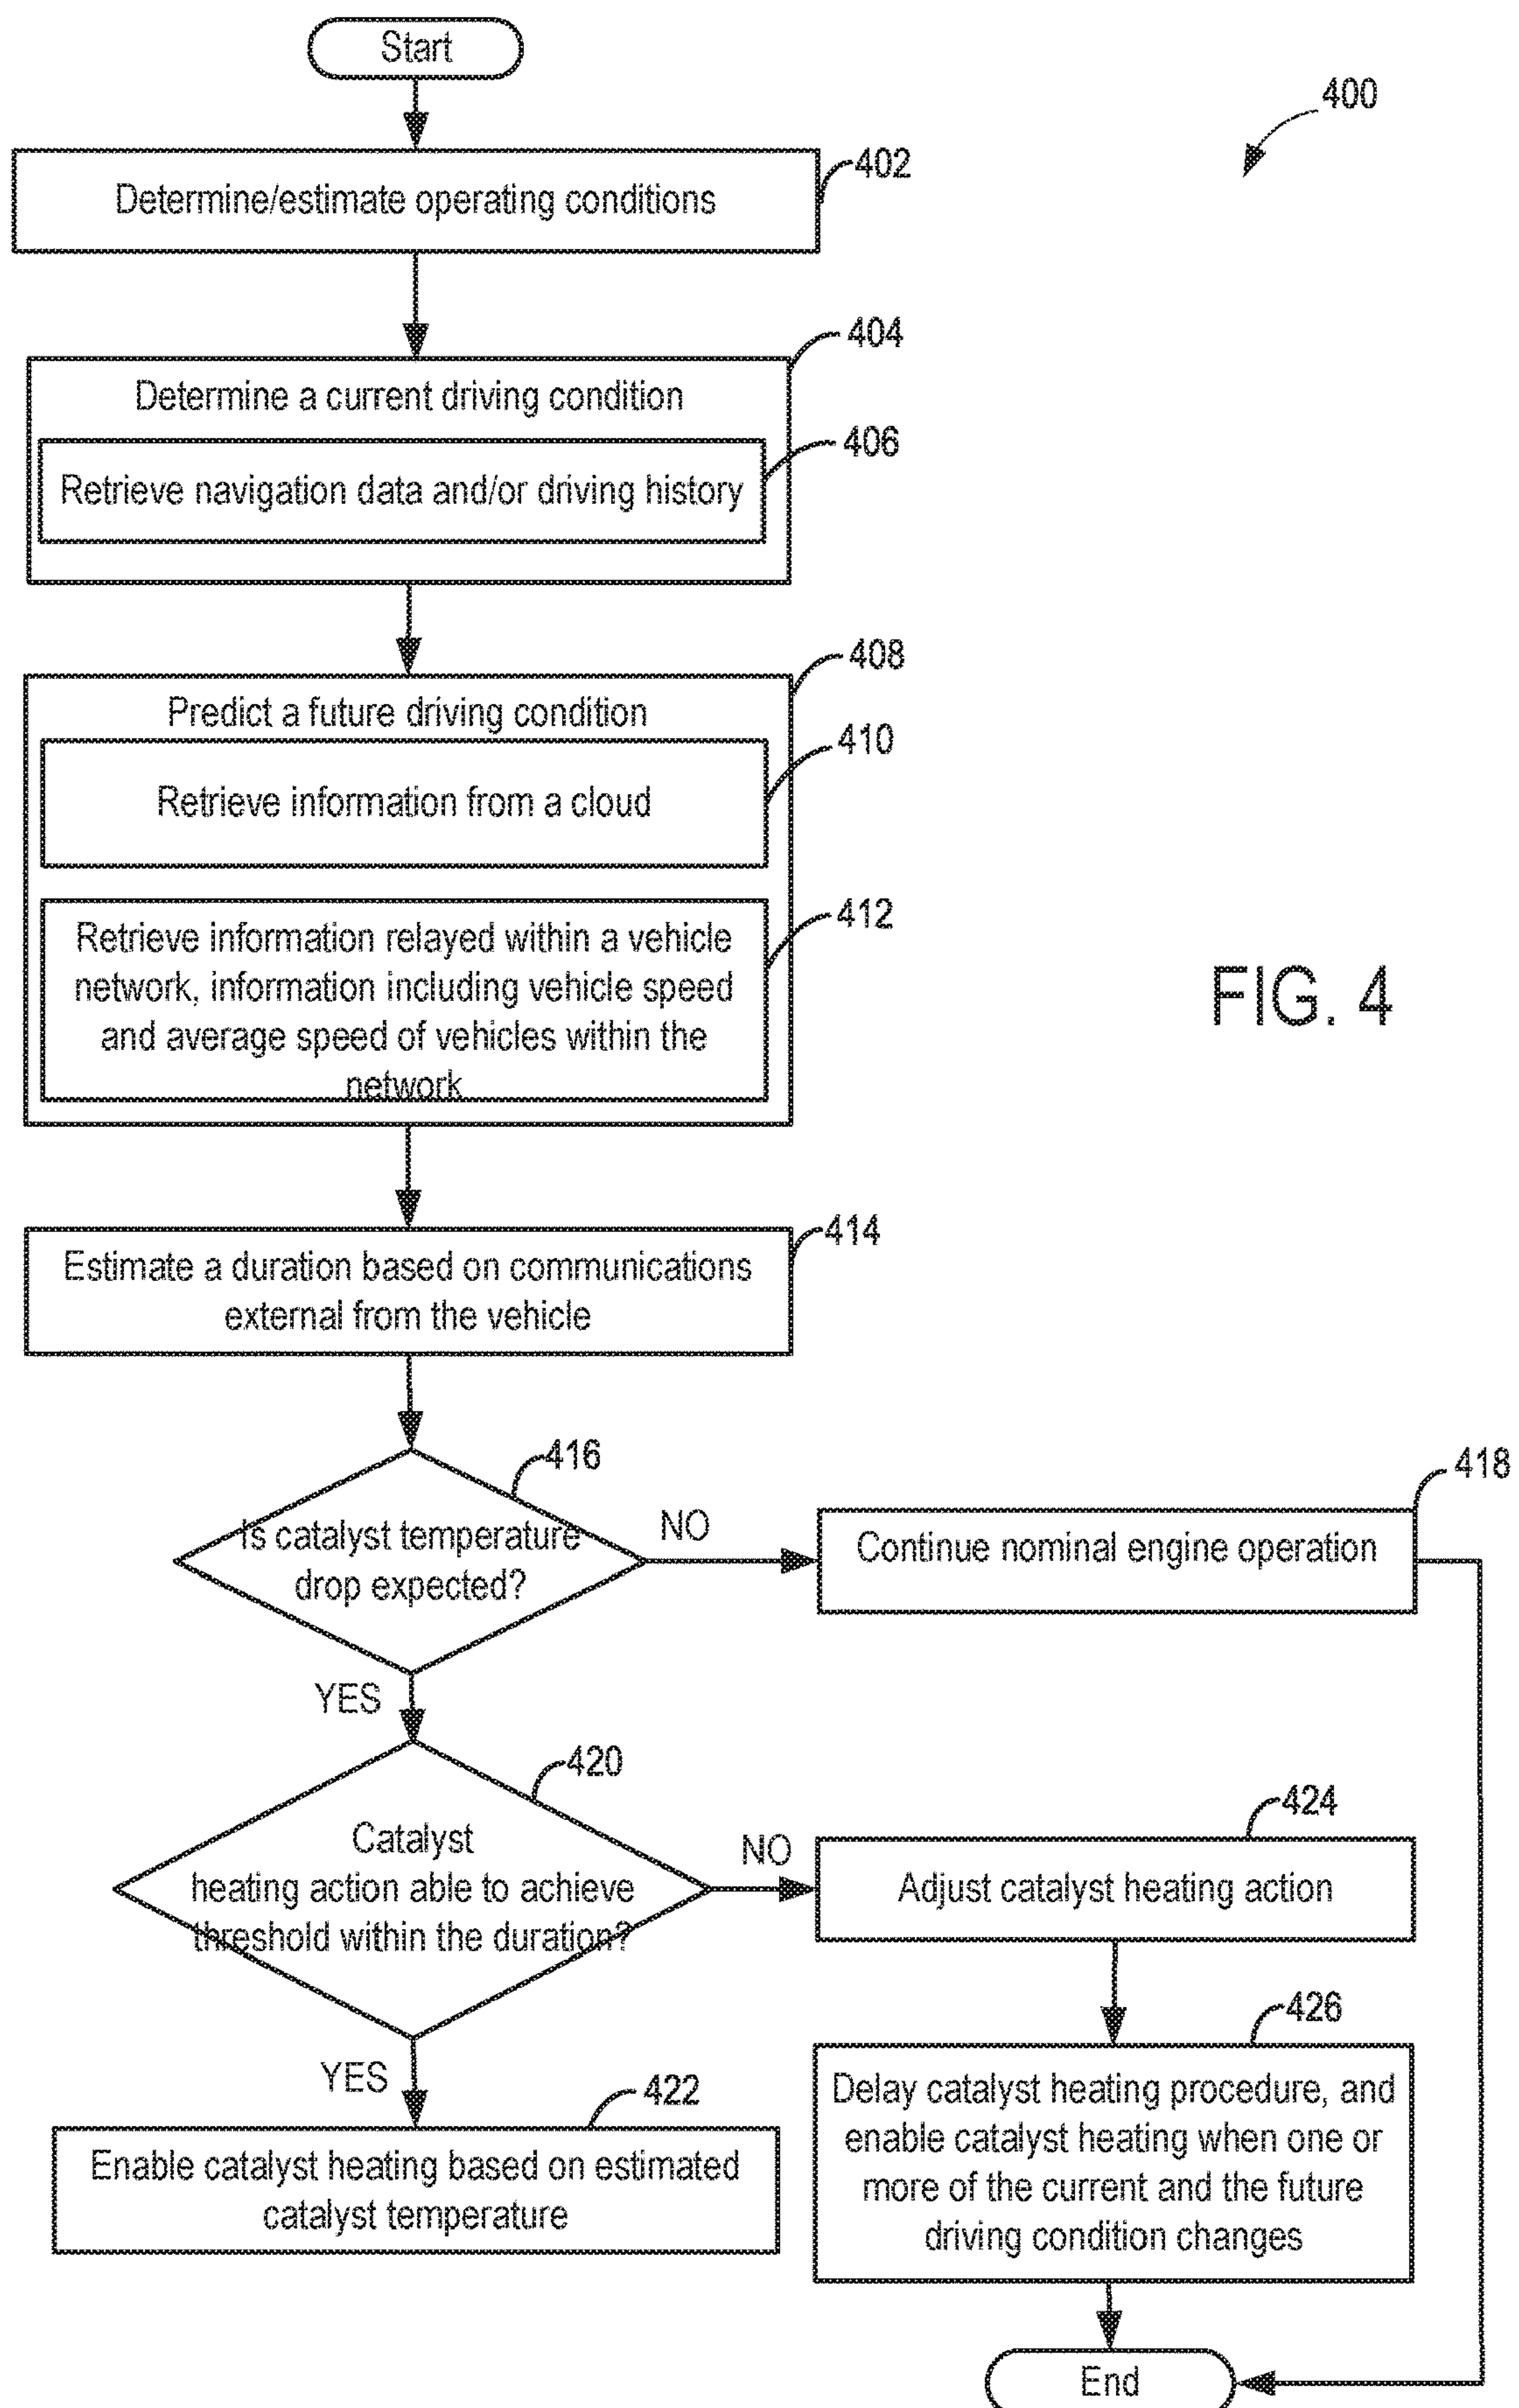 Start
400
402
Determine/estimate operating conditions
404
Determine a current driving condition
406
Retrieve navigation data and/or driving history
408
Predict a future driving condition
410
Retrieve information from a cloud
412
Retrieve information relayed within a vehicle
network, information including vehicle speed
and average speed of vehicles within the
network
FIG. 4
414
Estimate a duration based on communications
external from the vehicle
416
Is catalyst temperature
drop expected?
NO
418
Continue nominal engine operation
YES
420
Catalyst
heating action able to achieve
threshold within the duration?
NO
424
Adjust catalyst heating action
YES
422
Enable catalyst heating based on estimated
catalyst temperature
426
Delay catalyst heating procedure, and
enable catalyst heating when one or
more of the current and the future
driving condition changes
End